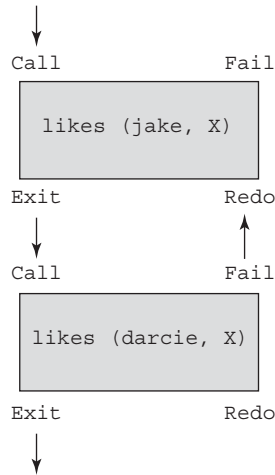 Call Fail
likes (jake, X)
Exit Redo
Call Fail
likes (darcie, X)
Exit Redo